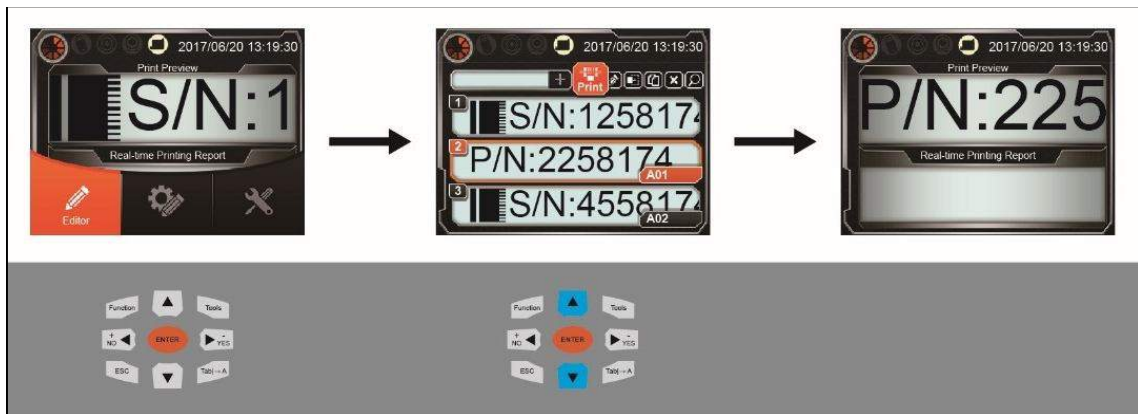 2017/06/20 13:19:30
Print Preview
S/N:1
Real-time Printing Report
Editor
2017/06/20 13:19:30
Print
1
S/N:1258174
2
P/N:2258174
A01
3
S/N:4558174
A02
2017/06/20 13:19:30
Print Preview
P/N:225
Real-time Printing Report
Function
Tools
+
NO
ENTER
-
YES
ESC
Tab|→A
Function
Tools
+
NO
ENTER
-
YES
ESC
Tab|→A